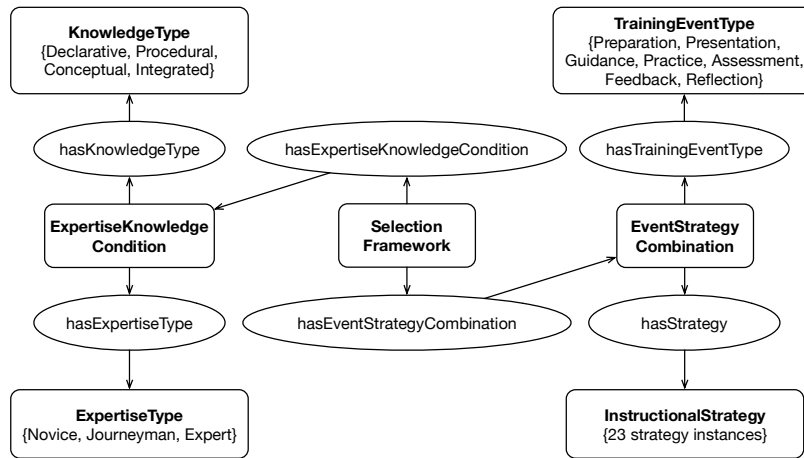 KnowledgeType
{Declarative, Procedural,
Conceptual, Integrated}
TrainingEventType
{Preparation, Presentation,
Guidance, Practice, Assessment,
Feedback, Reflection}
hasKnowledgeType
hasExpertiseKnowledgeCondition
hasTrainingEventType
ExpertiseKnowledge
Condition
Selection
Framework
EventStrategy
Combination
hasExpertiseType
hasEventStrategyCombination
hasStrategy
ExpertiseType
{Novice, Journeyman, Expert}
InstructionalStrategy
{23 strategy instances}